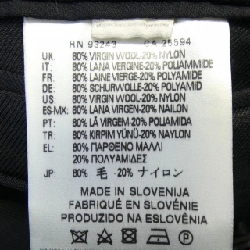 R.N 93243 CA 35594
UK: 80% VIRGIN WOOL-20% NYLON
IT: 80% LANA VERGINE-20% POLIAMMIDE
FR: 80% LAINE VIERGE-20% POLYAMIDE
DE: 80% SCHURWOLLE-20% POLYAMID
US: 80% VIRGIN WOOL-20% NYLON
ES-MX: 80% LANA VIRGEN-20% NAILON
PT: 80% LÃ VIRGEM-20% POLIAMIDA
TR: 80% KIRPIM YÜNÜ-20% NAYLON
EL: 80% ΠΑΡΘΕΝΟ ΜΑΛΛΙ
20% ΠΟΛΥΑΜΙΔΕΣ
JP: 80% 毛 - 20% ナイロン
MADE IN SLOVENIJA
FABRIQUÉ EN SLOVÉNIE
PRODUZIDO NA ESLOVÊNIA